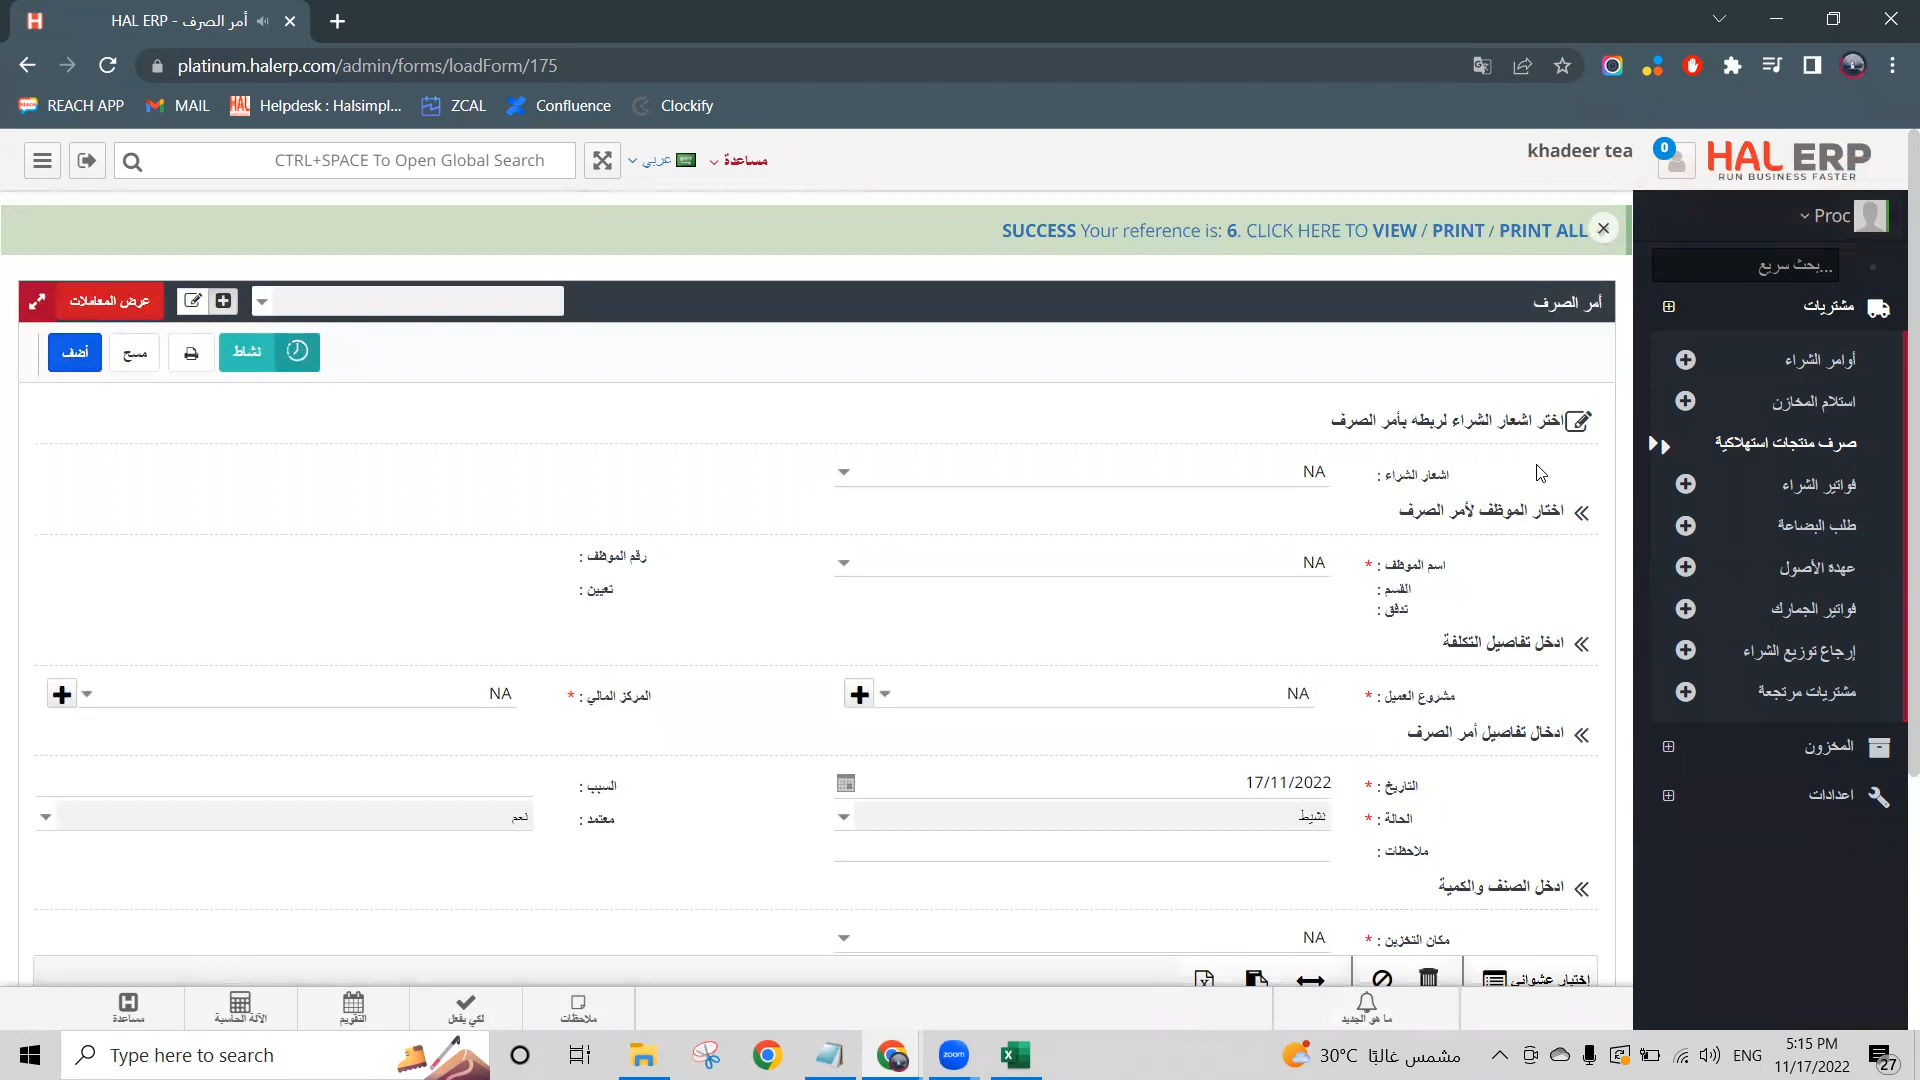 أمر الصرف - HAL ERP
platinum.halerp.com/admin/forms/loadForm/175
REACH APP
MAIL
Helpdesk : Halsimpl...
ZCAL
Confluence
Clockify
CTRL+SPACE To Open Global Search
عربي
مساعدة
khadeer tea
0
HAL ERP
RUN BUSINESS FASTER
SUCCESS Your reference is: 6. CLICK HERE TO VIEW / PRINT / PRINT ALL
Proc
بحث سريع...
أمر الصرف
عرض المعاملات
نشاط
مسح
أضف
اختر اشعار الشراء لربطه بأمر الصرف
اشعار الشراء :
NA
اختار الموظف لأمر الصرف
اسم الموظف : *
NA
رقم الموظف :
القسم :
تعيين :
تدفق :
ادخل تفاصيل التكلفة
مشروع العميل : *
NA
المركز المالي : *
NA
ادخال تفاصيل أمر الصرف
التاريخ : *
17/11/2022
السبب :
الحالة : *
نشيط
معتمد :
نعم
ملاحظات :
ادخل الصنف والكمية
مكان التخزين : *
NA
إختيار عشوائي
مشتريات
أوامر الشراء
استلام المخازن
صرف منتجات استهلاكية
فواتير الشراء
طلب البضاعة
عهدة الأصول
فواتير الجمارك
إرجاع توزيع الشراء
مشتريات مرتجعة
المخزون
اعدادات
ما هو الجديد
ملاحظات
لكي يفعل
التقويم
الآلة الحاسبة
مساعدة
Type here to search
zoom
30°C مشمس غالبًا
ENG
5:15 PM
11/17/2022
27